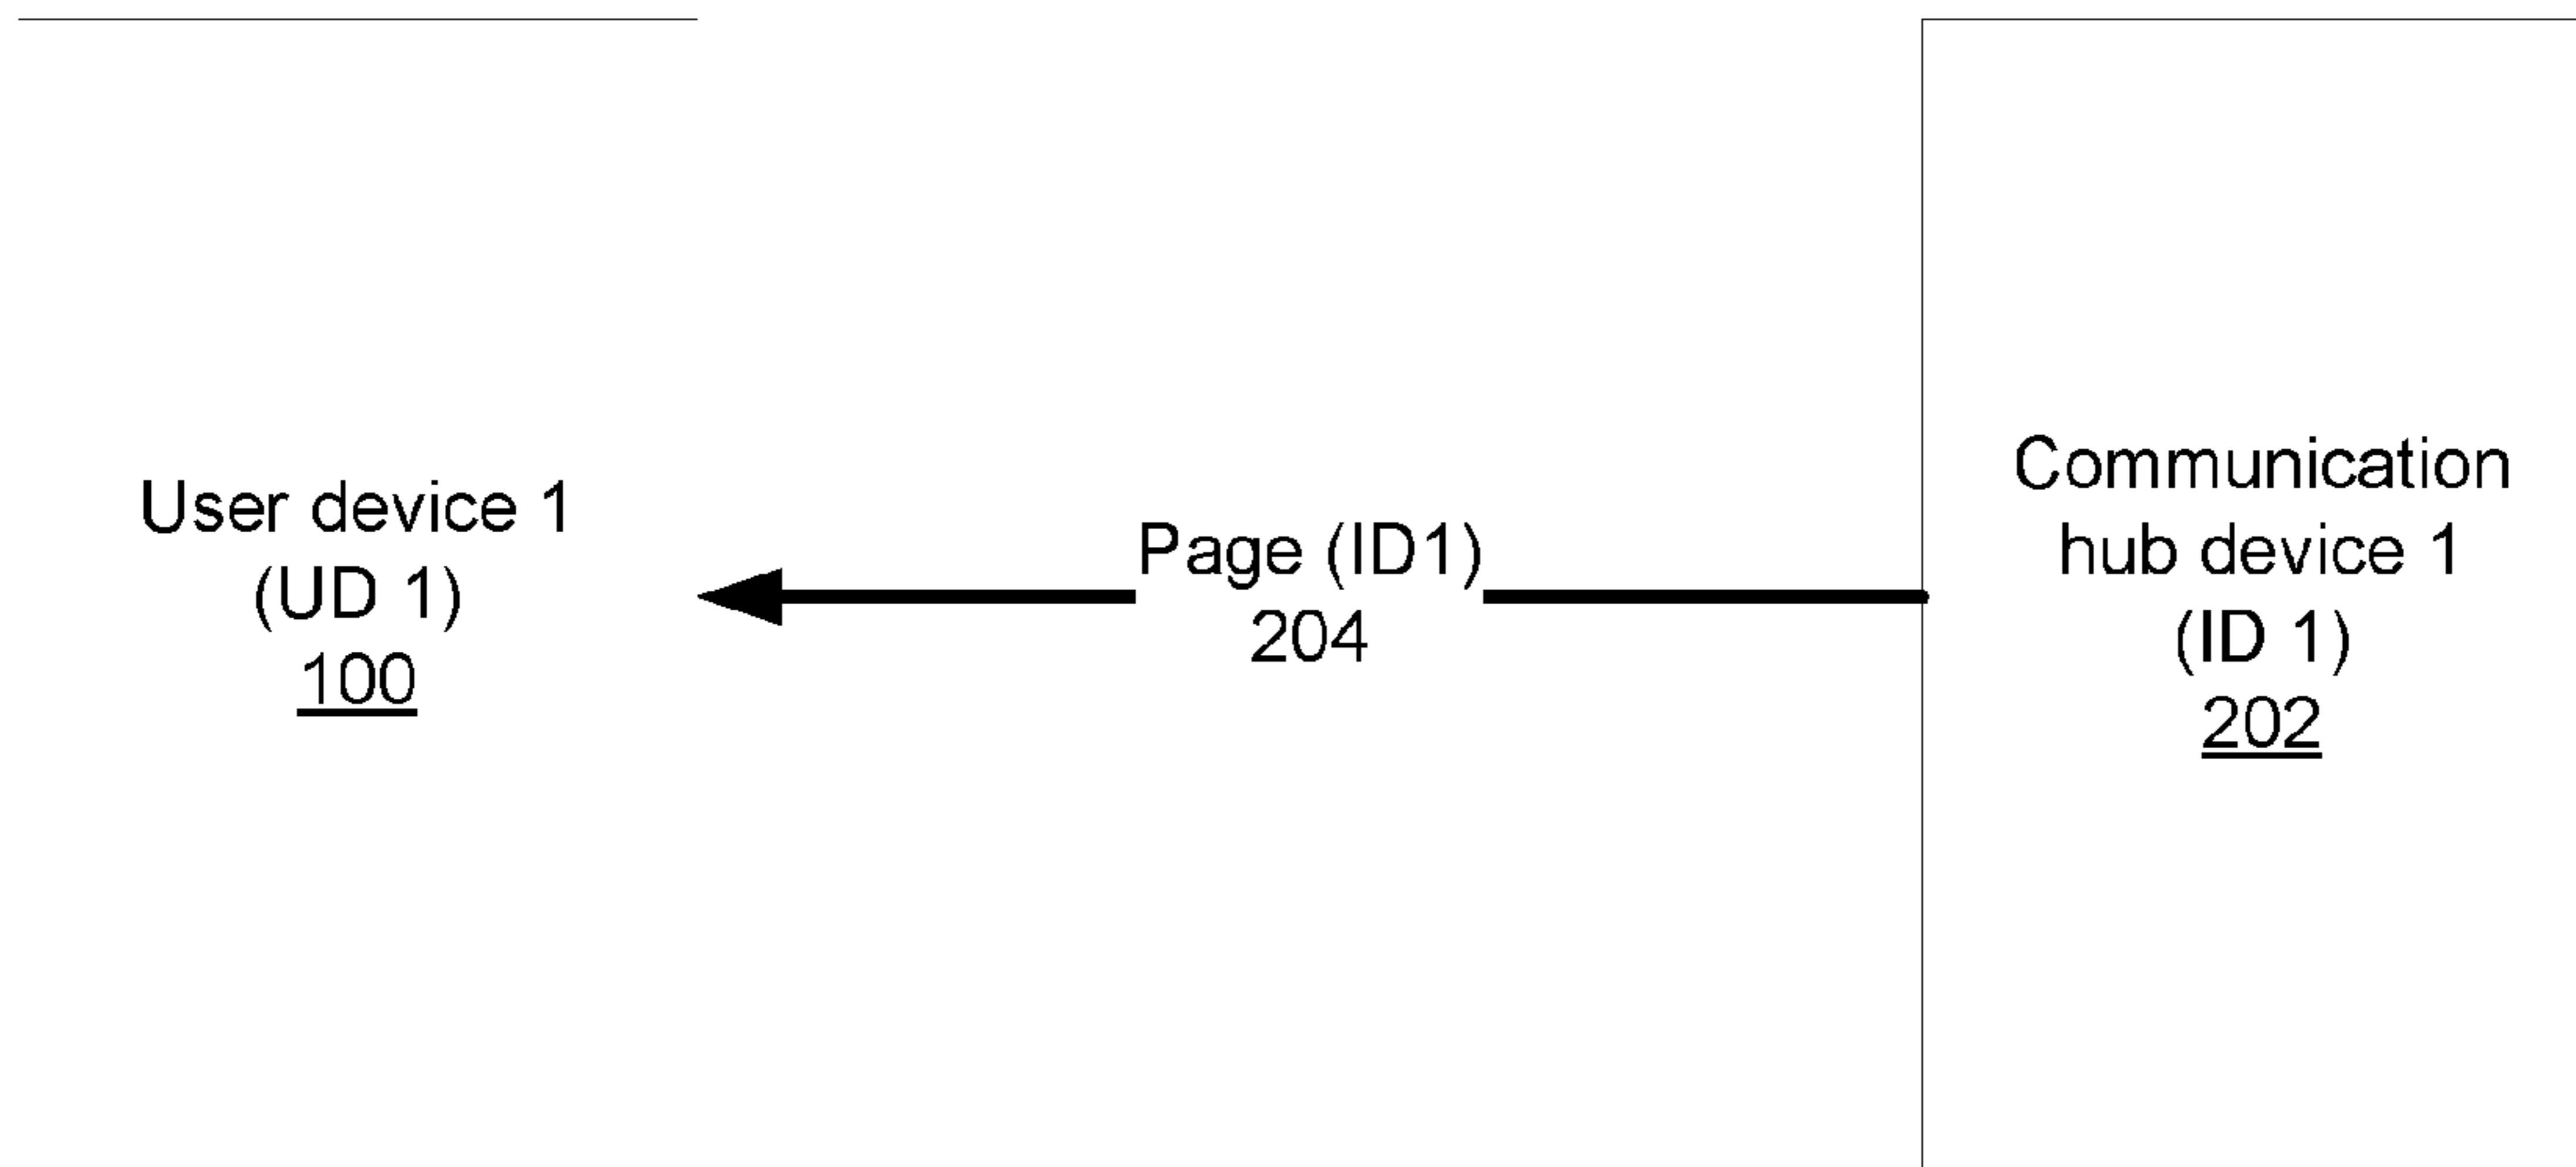 User device 1
(UD 1)
100
Page (ID1)
204
Communication
hub device 1
(ID 1)
202